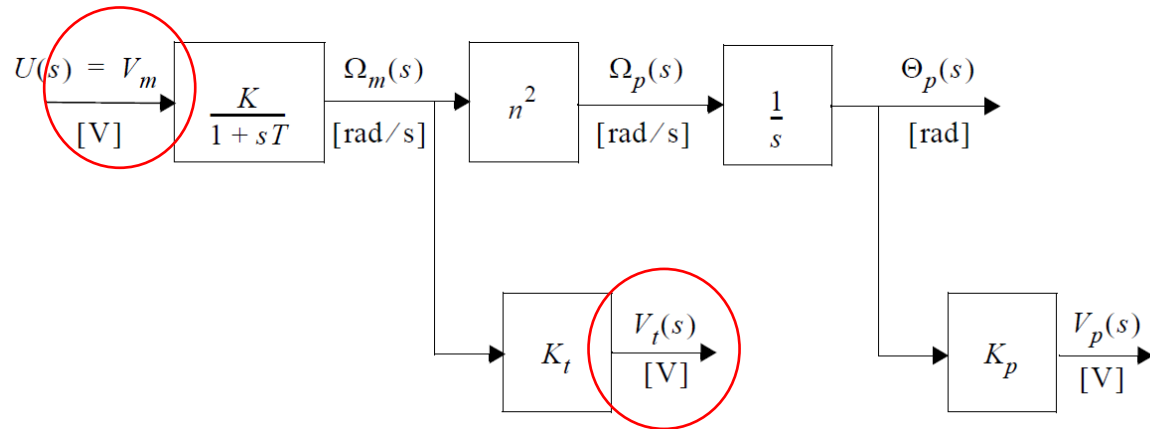 U(s) = V_m
[V]
K
1 + sT
Ω_m(s)
[rad/s]
n^2
Ω_p(s)
[rad/s]
1
s
Θ_p(s)
[rad]
K_t
V_t(s)
[V]
K_p
V_p(s)
[V]